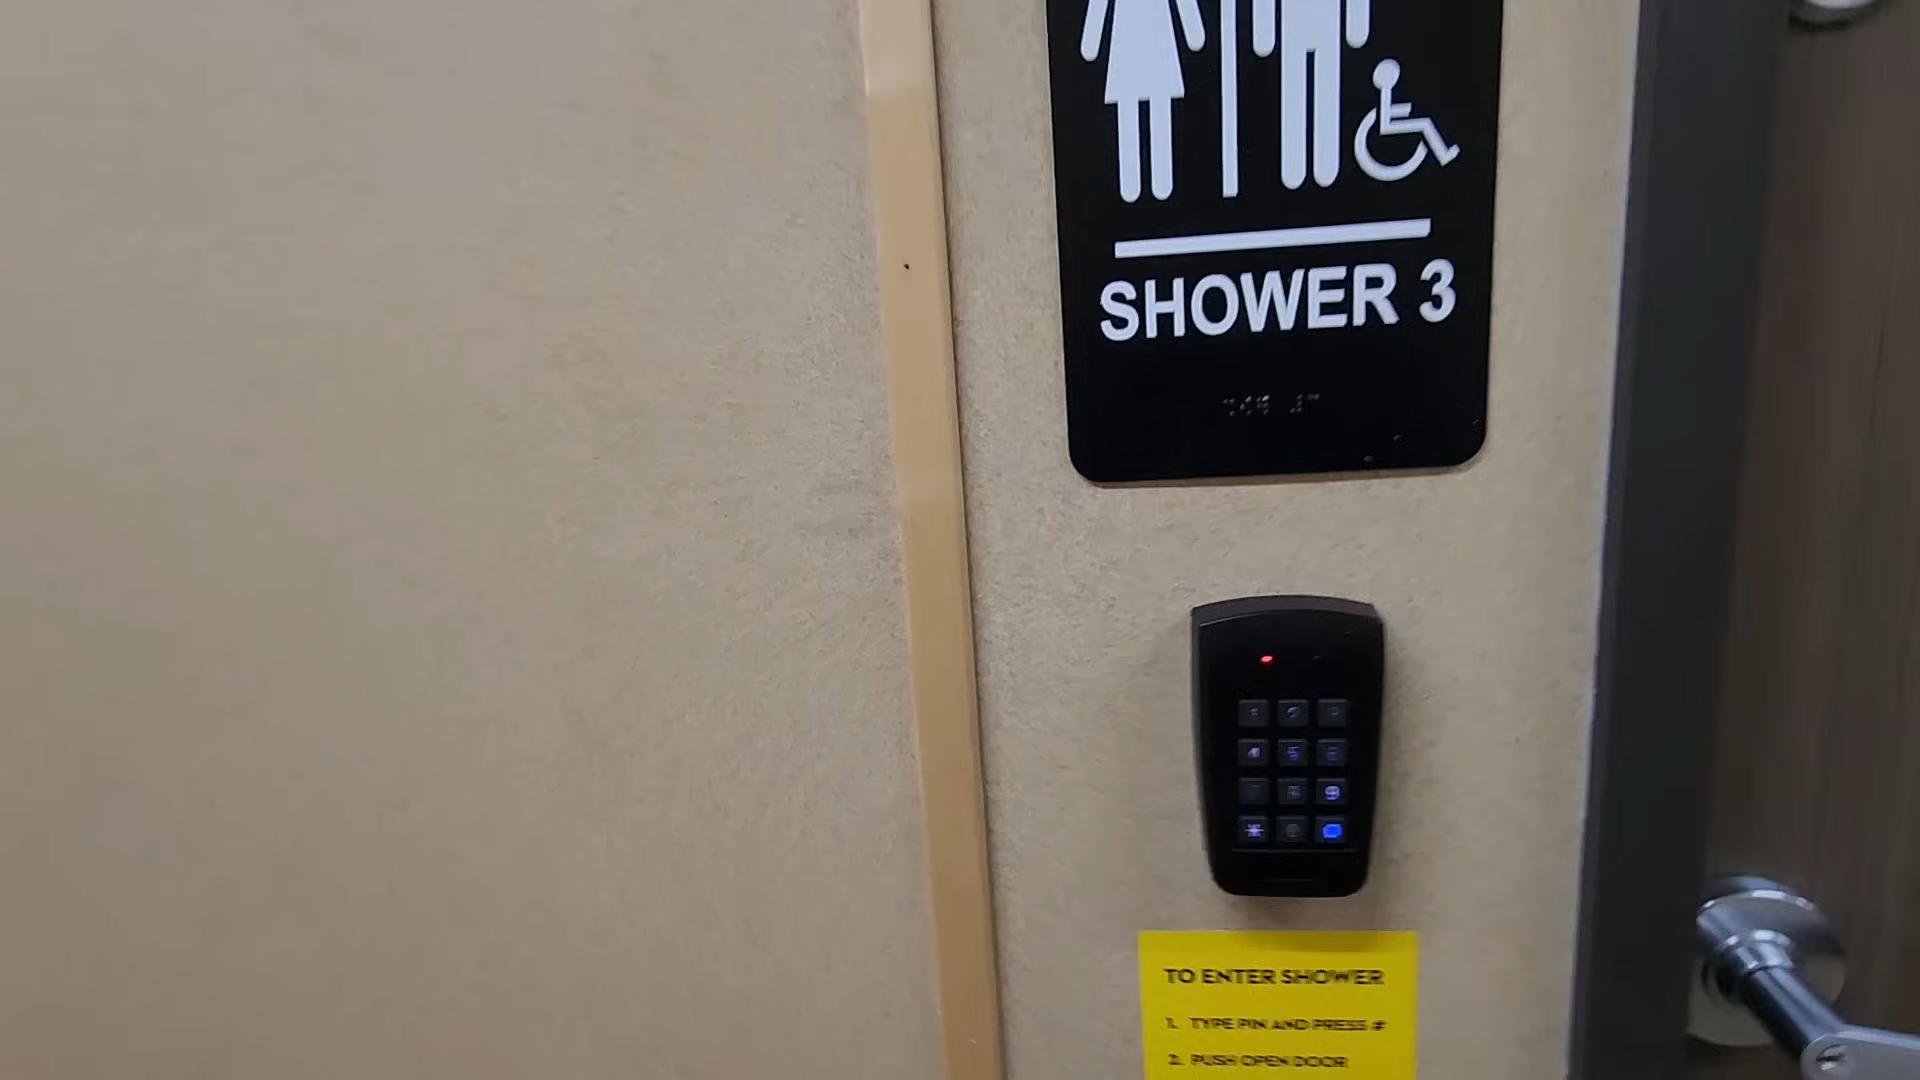 SHOWER 3
TO ENTER SHOWER
1. TYPE PIN AND PRESS #
2. PUSH OPEN DOOR